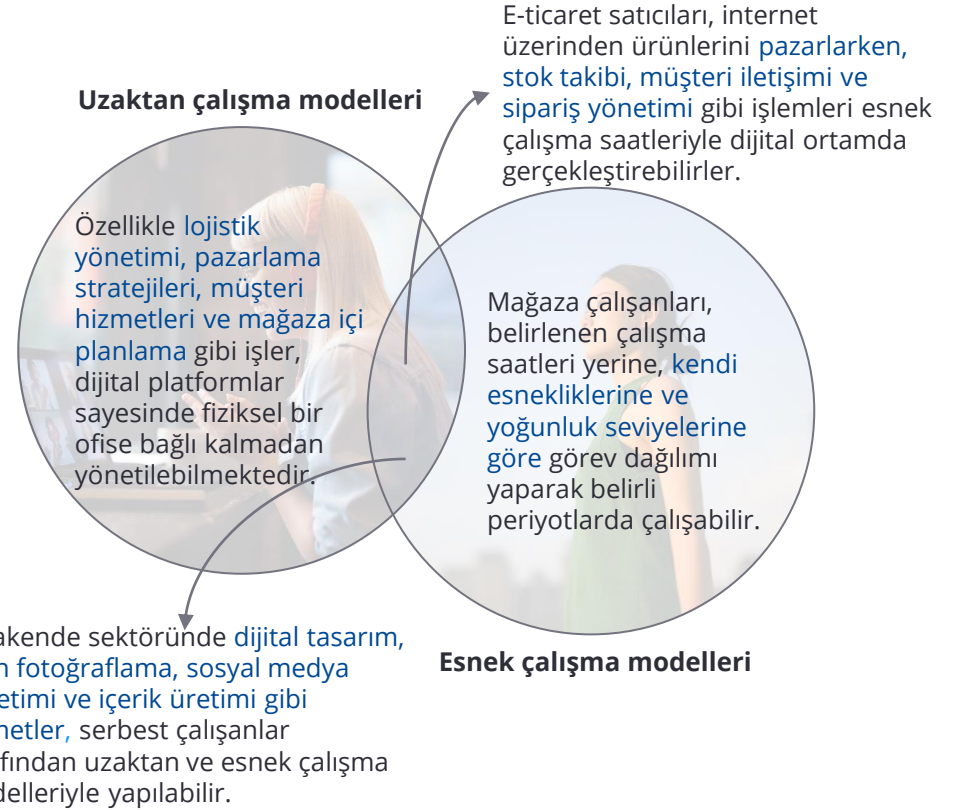 E-ticaret satıcıları, internet
üzerinden ürünlerini pazarlarken,
stok takibi, müşteri iletişimi ve
sipariş yönetimi gibi işlemleri esnek
çalışma saatleriyle dijital ortamda
gerçekleştirebilirler.
Uzaktan çalışma modelleri
Özellikle lojistik
yönetimi, pazarlama
stratejileri, müşteri
hizmetleri ve mağaza içi
planlama gibi işler,
dijital platformlar
sayesinde fiziksel bir
ofise bağlı kalmadan
yönetilebilmektedir.
Mağaza çalışanları,
belirlenen çalışma
saatleri yerine, kendi
esnekliklerine ve
yoğunluk seviyelerine
göre görev dağılımı
yaparak belirli
periyotlarda çalışabilir.
Esnek çalışma modelleri
sektöründe dijital tasarım,
fotoğraflama, sosyal medya
ve içerik üretimi gibi
serbest çalışanlar
uzaktan ve esnek çalışma
yapılabilir.